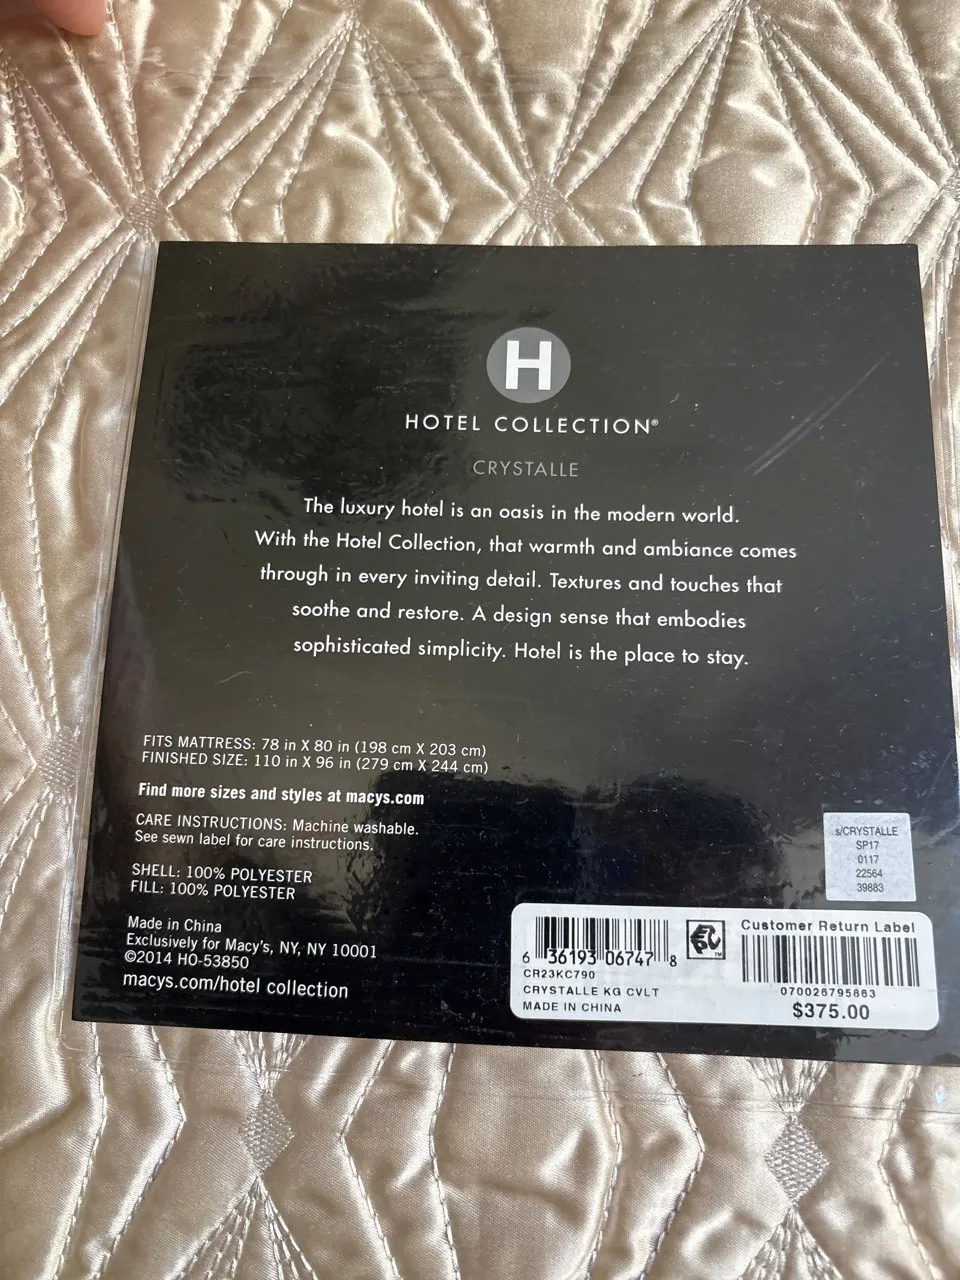 H
HOTEL COLLECTION®
CRYSTALLE
The luxury hotel is an oasis in the modern world.
With the Hotel Collection, that warmth and ambiance comes
through in every inviting detail. Textures and touches that
soothe and restore. A design sense that embodies
sophisticated simplicity. Hotel is the place to stay.
FITS MATTRESS: 78 in X 80 in (198 cm X 203 cm)
FINISHED SIZE: 110 in X 96 in (279 cm X 244 cm)
Find more sizes and styles at macys.com
CARE INSTRUCTIONS: Machine washable.
See sewn label for care instructions.
SHELL: 100% POLYESTER
FILL: 100% POLYESTER
Made in China
Exclusively for Macy's, NY, NY 10001
©2014 HO-53850
macys.com/hotel collection
s/CRYSTALLE
SP17
0117
22564
39883
6 36193 06747 8
CR23KC790
CRYSTALLE KG CVLT
MADE IN CHINA
EPC™
Customer Return Label
070026795863
$375.00